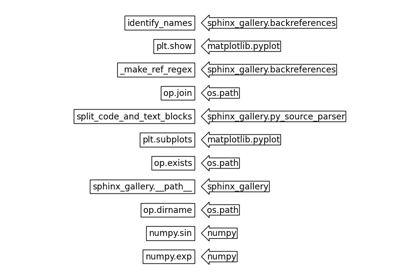 identify_names sphinx_gallery.backreferences
plt.show matplotlib.pyplot
_make_ref_regex sphinx_gallery.backreferences
op.join os.path
split_code_and_text_blocks sphinx_gallery.py_source_parser
plt.subplots matplotlib.pyplot
op.exists os.path
sphinx_gallery.__path__ sphinx_gallery
op.dirname os.path
numpy.sin numpy
numpy.exp numpy